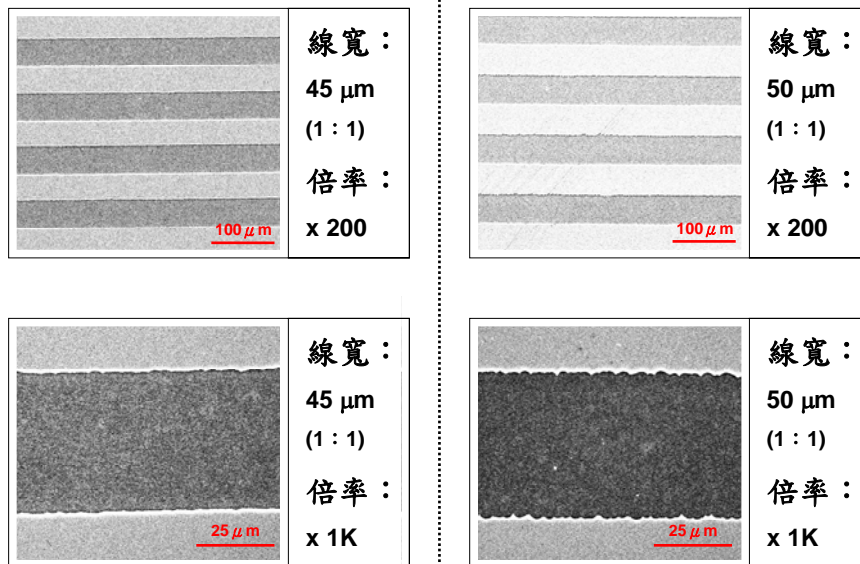 線寬：
45 μm
(1：1)
倍率：
x 200
100μm
線寬：
50 μm
(1：1)
倍率：
x 200
100μm
線寬：
45 μm
(1：1)
倍率：
x 1K
25μm
線寬：
50 μm
(1：1)
倍率：
x 1K
25μm